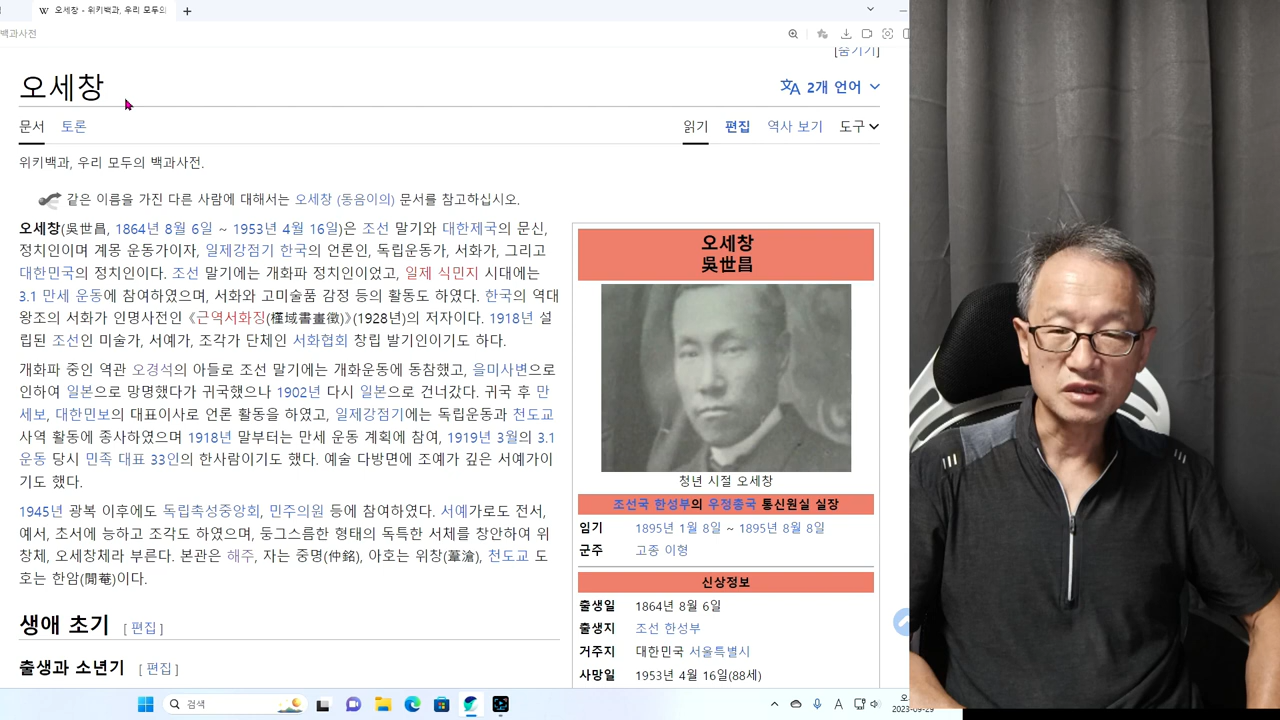 오세창 - 위키백과, 우리 모두의
백과사전
[숨기기]
오세창
2개 언어
문서 토론 읽기 편집 역사 보기 도구
위키백과, 우리 모두의 백과사전.
같은 이름을 가진 다른 사람에 대해서는 오세창 (동음이의) 문서를 참고하십시오.
오세창(吳世昌, 1864년 8월 6일 ~ 1953년 4월 16일)은 조선 말기와 대한제국의 문신,
정치인이며 계몽 운동가이자, 일제강점기 한국의 언론인, 독립운동가, 서화가, 그리고
대한민국의 정치인이다. 조선 말기에는 개화파 정치인이었고, 일제 식민지 시대에는
3.1 만세 운동에 참여하였으며, 서화와 고미술품 감정 등의 활동도 하였다. 한국의 역대
왕조의 서화가 인명사전인 《근역서화징(槿域書畫徵)》(1928년)의 저자이다. 1918년 설
립된 조선인 미술가, 서예가, 조각가 단체인 서화협회 창립 발기인이기도 하다.
개화파 중인 역관 오경석의 아들로 조선 말기에는 개화운동에 동참했고, 을미사변으로
인하여 일본으로 망명했다가 귀국했으나 1902년 다시 일본으로 건너갔다. 귀국 후 만
세보, 대한민보의 대표이사로 언론 활동을 하였고, 일제강점기에는 독립운동과 천도교
사역 활동에 종사하였으며 1918년 말부터는 만세 운동 계획에 참여, 1919년 3월의 3.1
운동 당시 민족 대표 33인의 한사람이기도 했다. 예술 다방면에 조예가 깊은 서예가이
기도 했다.
1945년 광복 이후에도 독립촉성중앙회, 민주의원 등에 참여하였다. 서예가로도 전서,
예서, 초서에 능하고 조각도 하였으며, 둥그스름한 형태의 독특한 서체를 창안하여 위
창체, 오세창체라 부른다. 본관은 해주, 자는 중명(仲銘), 아호는 위창(葦滄), 천도교 도
호는 한암(閒菴)이다.
생애 초기 [편집]
출생과 소년기 [편집]
오세창
吳世昌
청년 시절 오세창
조선국 한성부의 우정총국 통신원실 실장
임기 1895년 1월 8일 ~ 1895년 8월 8일
군주 고종 이형
신상정보
출생일 1864년 8월 6일
출생지 조선 한성부
거주지 대한민국 서울특별시
사망일 1953년 4월 16일(88세)
검색
A
2023-09-29